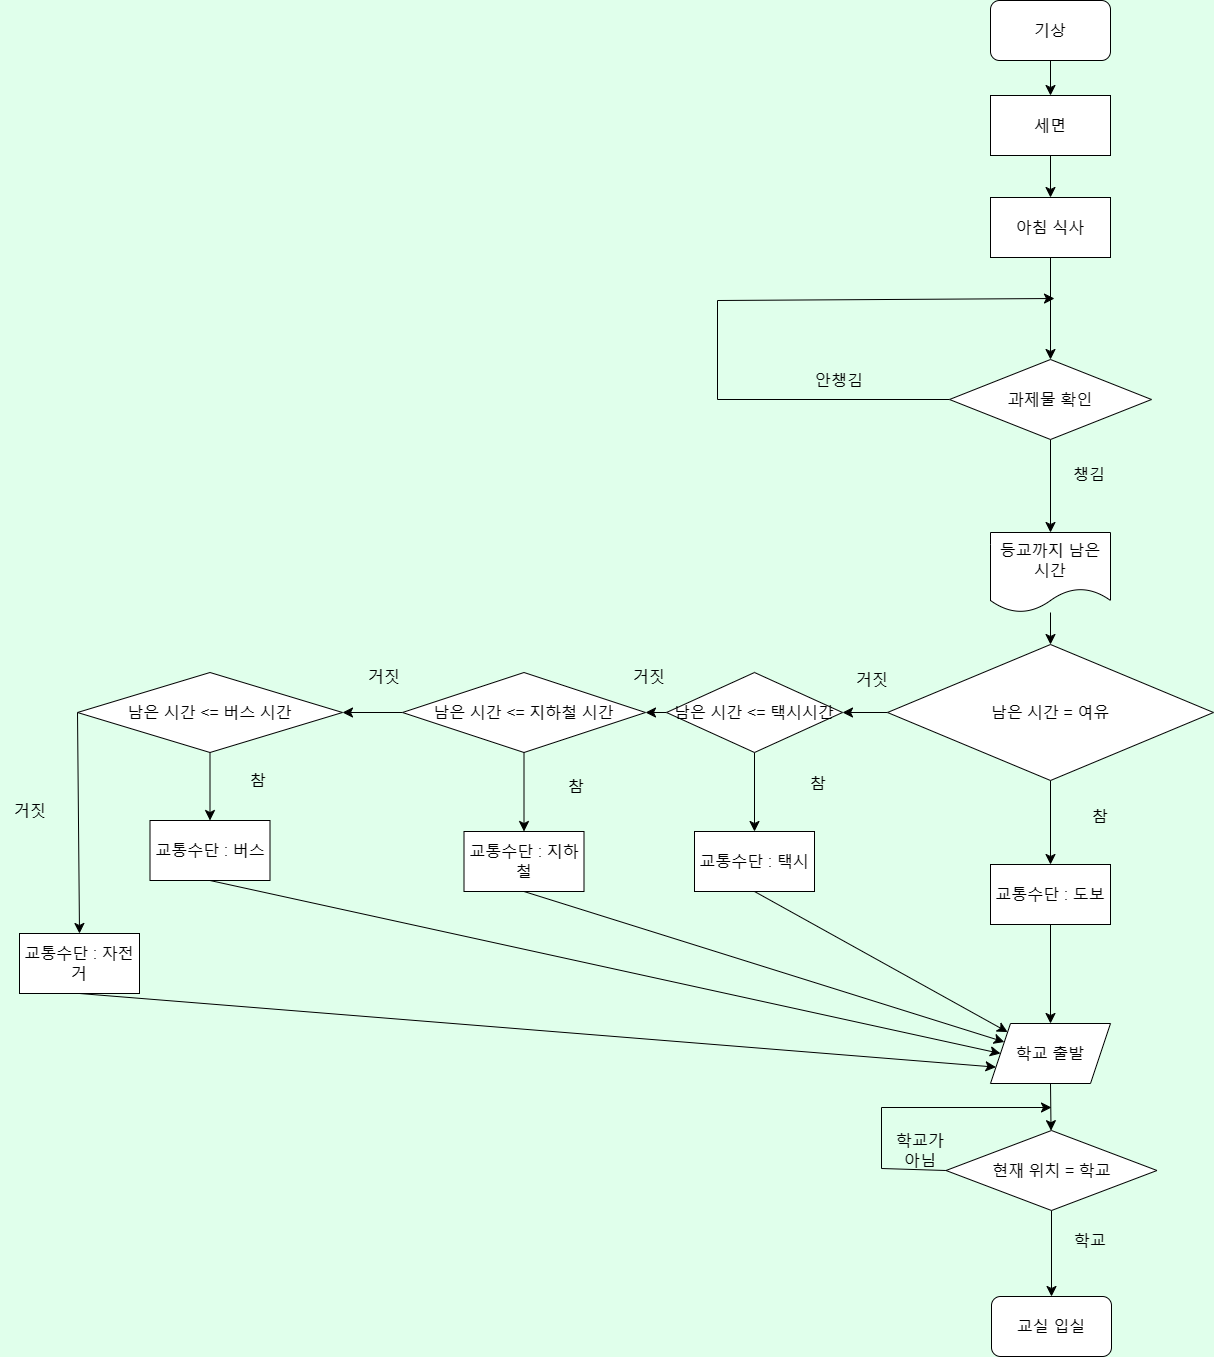 기상
세면
아침 식사
안챙김
과제물 확인
챙김
등교까지 남은
시간
거짓
거짓
거짓
남은 시간 <= 버스 시간
남은 시간 <= 지하철 시간
남은 시간 <= 택시시간
남은 시간 = 여유
참
참
참
참
거짓
교통수단 : 버스
교통수단 : 지하
철
교통수단 : 택시
교통수단 : 도보
교통수단 : 자전
거
학교 출발
학교가
아님
현재 위치 = 학교
학교
교실 입실